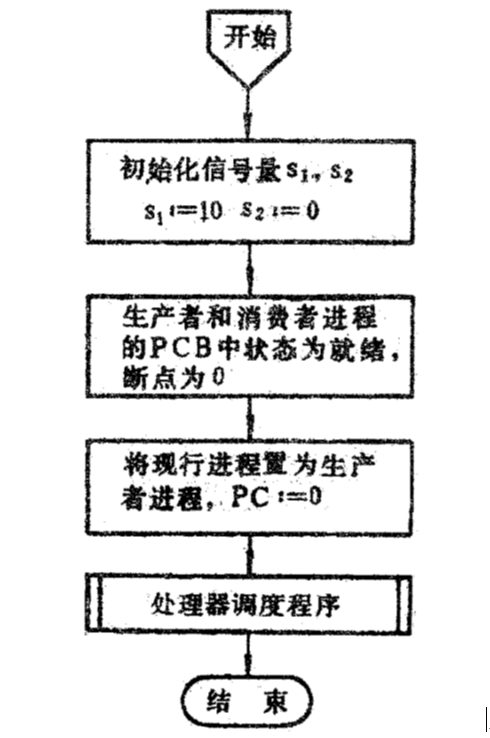 开始
初始化信号量s₁, s₂
s₁:=10 s₂:=0
生产者和消费者进程
的PCB中状态为就绪,
断点为0
将现行进程置为生产
者进程, PC:=0
处理器调度程序
结 束